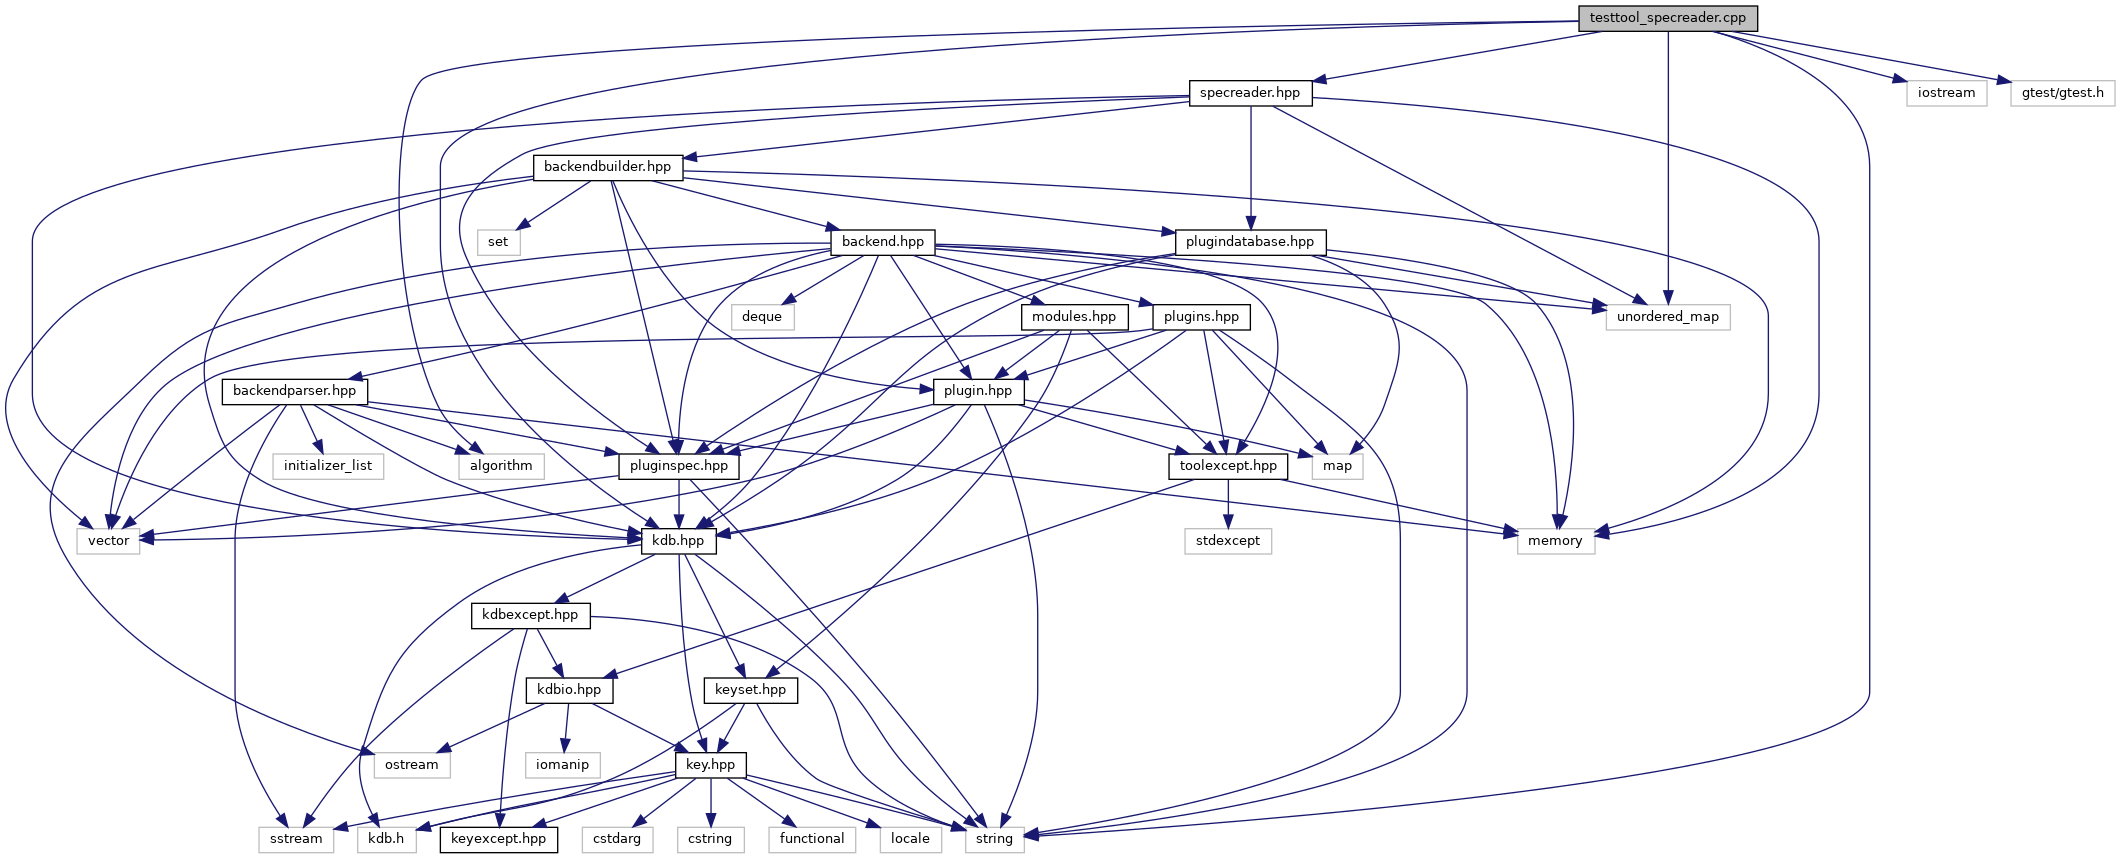 testtool_specreader.cpp
specreader.hpp
iostream
gtest/gtest.h
backendbuilder.hpp
set
backend.hpp
plugindatabase.hpp
deque
modules.hpp
plugins.hpp
unordered_map
backendparser.hpp
plugin.hpp
initializer_list
algorithm
pluginspec.hpp
toolexcept.hpp
map
vector
kdb.hpp
stdexcept
memory
kdbexcept.hpp
kdbio.hpp
keyset.hpp
ostream
iomanip
key.hpp
sstream
kdb.h
keyexcept.hpp
cstdarg
cstring
functional
locale
string